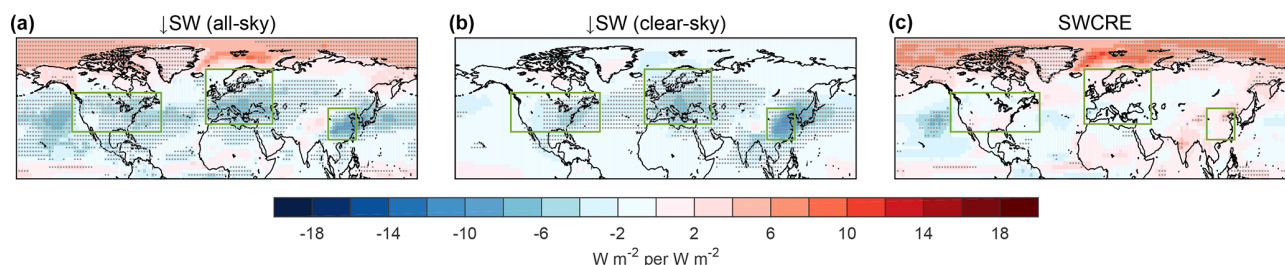 (a) ↓SW (all-sky) (b) ↓SW (clear-sky) (c) SWCRE
-18 -14 -10 -6 -2 2 6 10 14 18
W m⁻² per W m⁻²